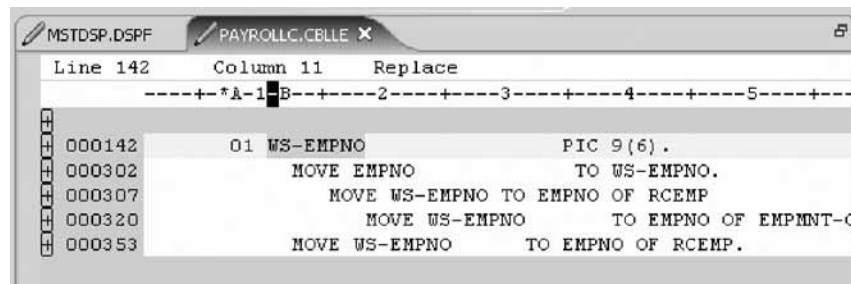 MSTDSP.DSPF PAYROLLC.CBLLE
Line 142 Column 11 Replace
----+-*A-1-B--+----2----+----3----+----4----+----5----+---
000142 01 WS-EMPNO PIC 9(6).
000302 MOVE EMPNO TO WS-EMPNO.
000307 MOVE WS-EMPNO TO EMPNO OF RCEMP
000320 MOVE WS-EMPNO TO EMPNO OF EMPMNT-
000353 MOVE WS-EMPNO TO EMPNO OF RCEMP.